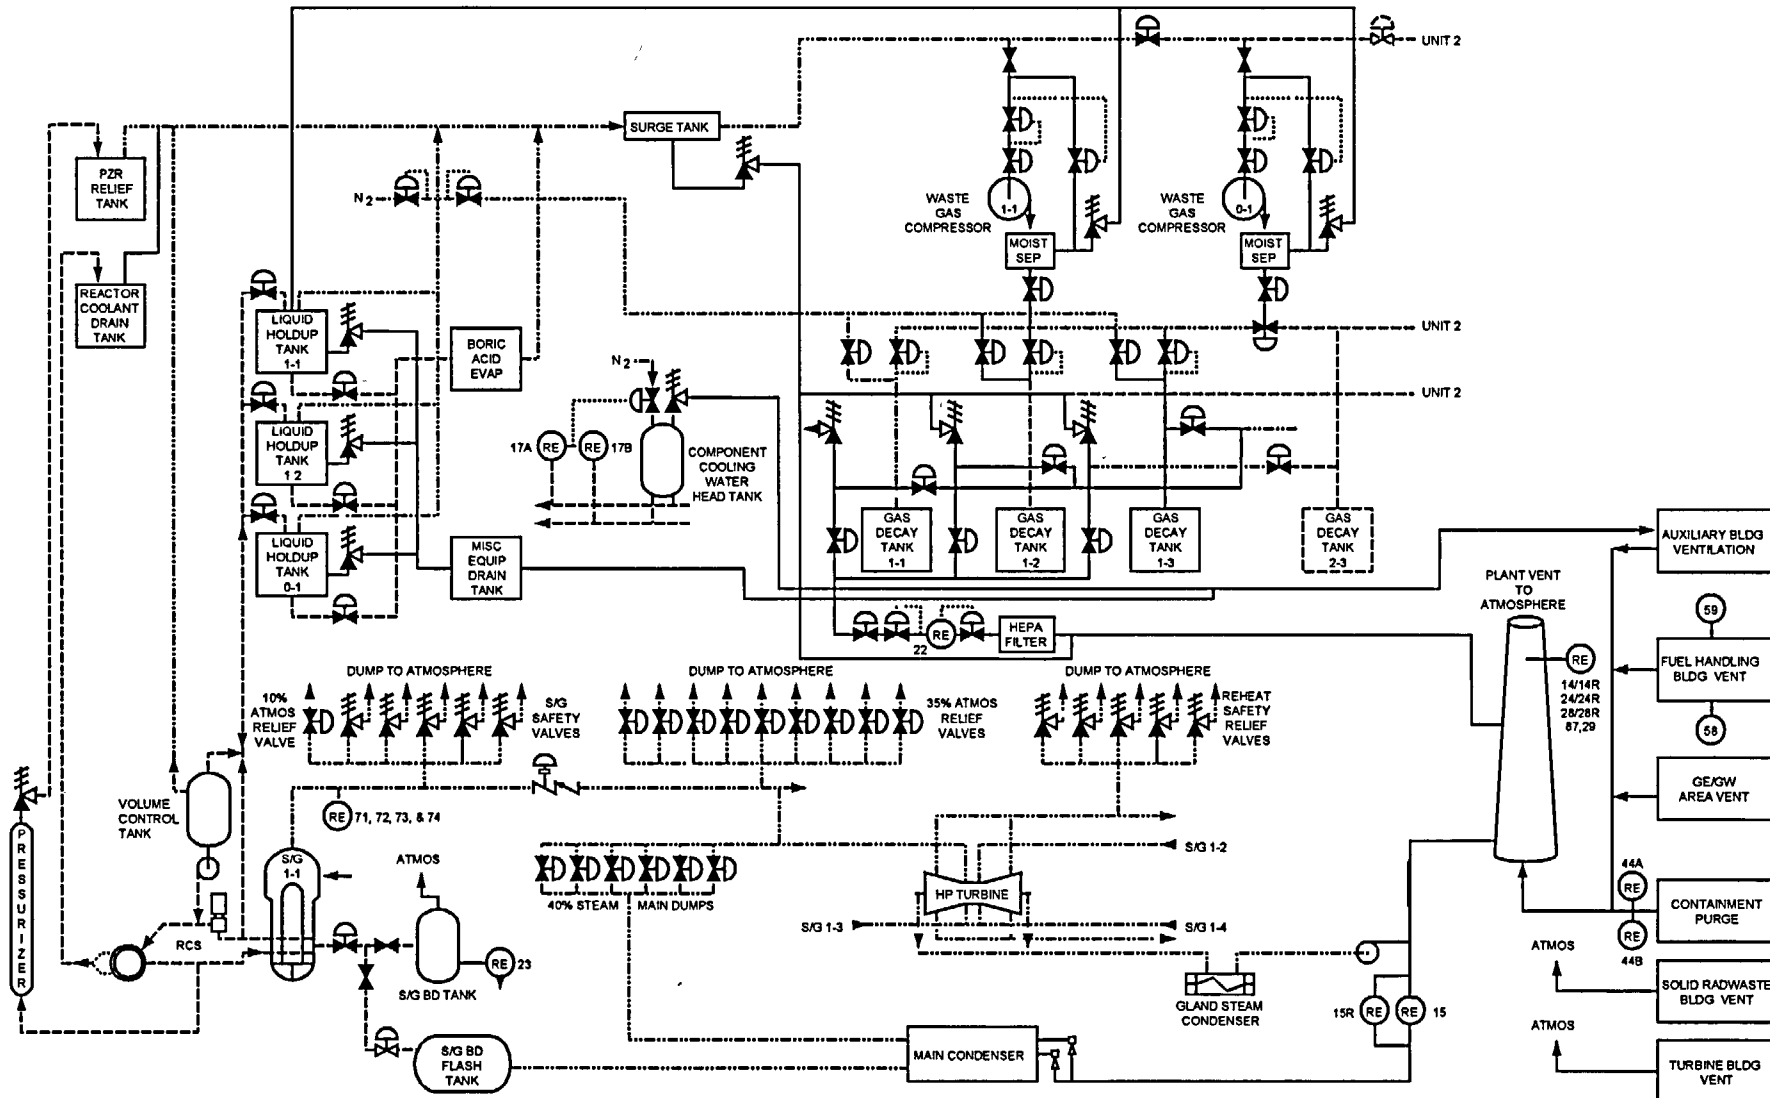 UNIT 2
SURGE TANK
PZR
RELIEF
TANK
N2
WASTE
GAS
COMPRESSOR
1-1
WASTE
GAS
COMPRESSOR
0-1
MOIST
SEP
MOIST
SEP
REACTOR
COOLANT
DRAIN
TANK
LIQUID
HOLDUP
TANK
1-1
BORIC
ACID
EVAP
UNIT 2
N2
UNIT 2
LIQUID
HOLDUP
TANK
1 2
17A
RE
RE
17B
COMPONENT
COOLING
WATER
HEAD TANK
LIQUID
HOLDUP
TANK
0-1
MISC
EQUIP
DRAIN
TANK
GAS
DECAY
TANK
1-1
GAS
DECAY
TANK
1-2
GAS
DECAY
TANK
1-3
GAS
DECAY
TANK
2-3
AUXILIARY BLDG
VENTILATION
PLANT VENT
TO
ATMOSPHERE
RE
22
HEPA
FILTER
59
FUEL HANDLING
BLDG VENT
58
RE
14/14R
24/24R
28/28R
87,29
DUMP TO ATMOSPHERE
10%
ATMOS
RELIEF
VALVE
S/G
SAFETY
VALVES
DUMP TO ATMOSPHERE
35% ATMOS
RELIEF
VALVES
DUMP TO ATMOSPHERE
REHEAT
SAFETY
RELIEF
VALVES
GE/GW
AREA VENT
VOLUME
CONTROL
TANK
RE
71, 72, 73, & 74
PRESSURIZER
S/G
1-1
ATMOS
S/G 1-2
HP TURBINE
40% STEAM
MAIN DUMPS
S/G 1-3
S/G 1-4
44A
RE
CONTAINMENT
PURGE
RE
44B
RCS
RE
23
S/G BD TANK
GLAND STEAM
CONDENSER
ATMOS
SOLID RADWASTE
BLDG VENT
15R
RE
RE
15
ATMOS
S/G BD
FLASH
TANK
MAIN CONDENSER
TURBINE BLDG
VENT